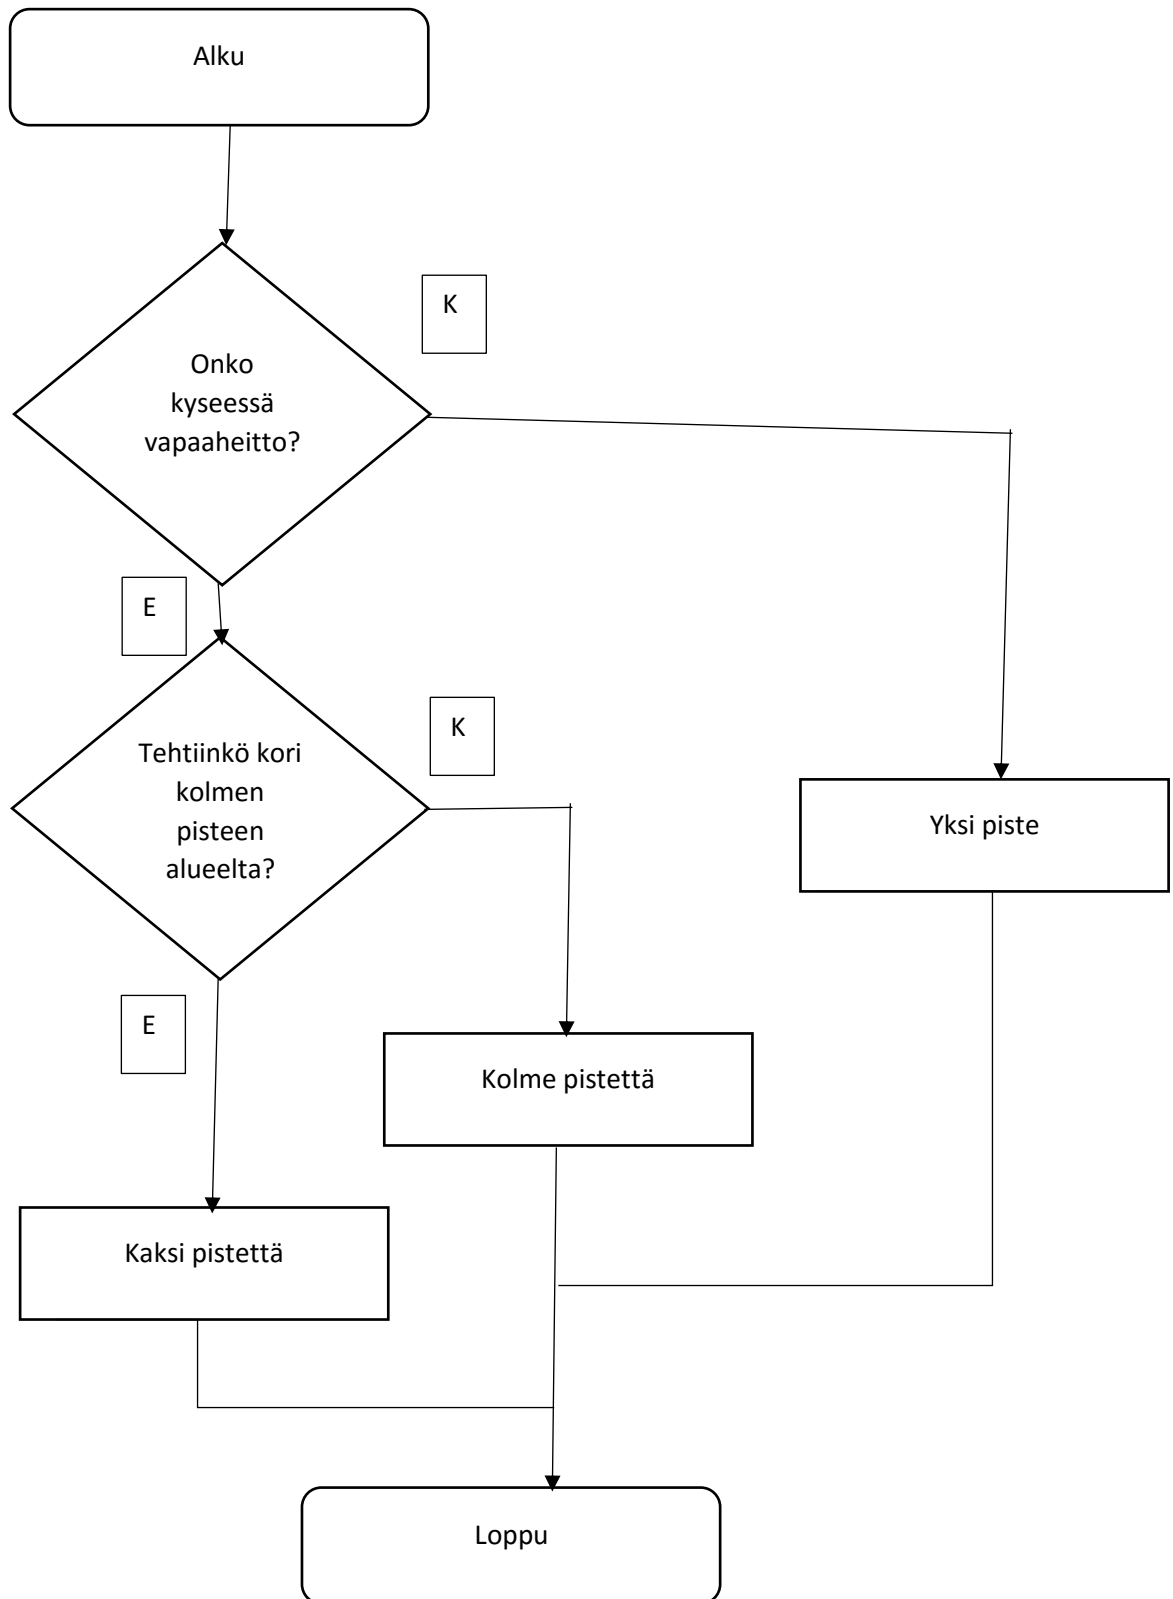 Alku
K
Onko
kyseessä
vapaaheitto?
E
K
Tehtiinkö kori
kolmen
pisteen
alueelta?
Yksi piste
E
Kolme pistettä
Kaksi pistettä
Loppu